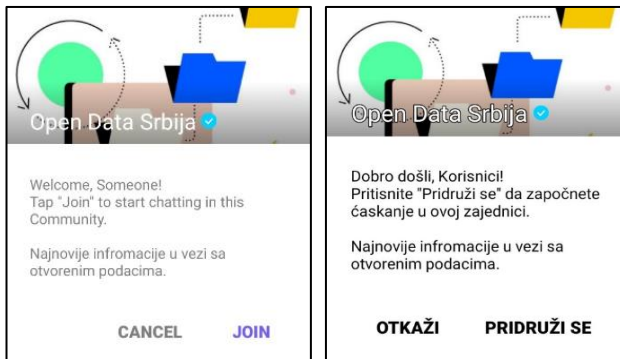 Open Data Srbija
Welcome, Someone!
Tap "Join" to start chatting in this
Community.
Najnovije infromacije u vezi sa
otvorenim podacima.
CANCEL JOIN
Open Data Srbija
Dobro došli, Korisnici!
Pritisnite "Pridruži se" da započnete
ćaskanje u ovoj zajednici.
Najnovije infromacije u vezi sa
otvorenim podacima.
OTKAŽI PRIDRUŽI SE